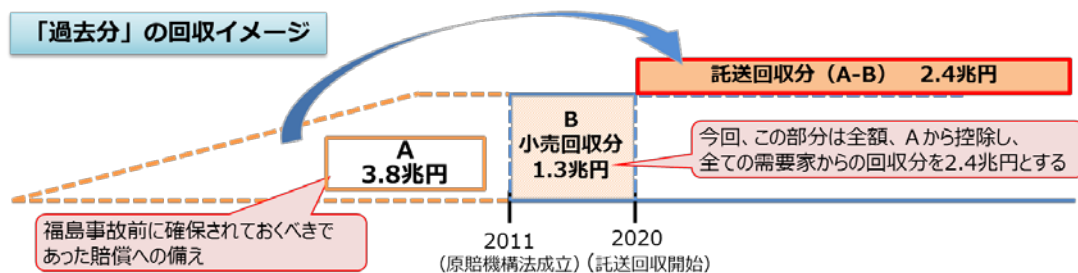 「過去分」の回収イメージ
託送回収分（A-B） 2.4兆円
B
小売回収分
1.3兆円
A
3.8兆円
今回、この部分は全額、Aから控除し、
全ての需要家からの回収分を2.4兆円とする
福島事故前に確保されておくべきで
あった賠償への備え
2011
（原賠機構法成立）
2020
（託送回収開始）